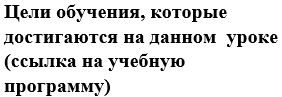 Цели обучения, которые
достигаются на данном уроке
(ссылка на учебную
программу)